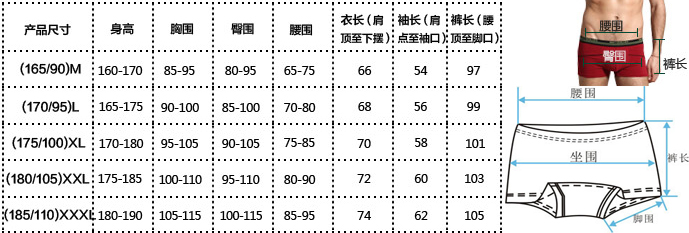 产品尺寸 身高 胸围 臀围 腰围 衣长（肩顶至下摆） 袖长（肩点至袖口） 裤长（腰顶至脚口）
(165/90)M 160-170 85-95 80-95 65-75 66 54 97
(170/95)L 165-175 90-100 85-100 70-80 68 56 99
(175/100)XL 170-180 95-105 90-105 75-85 70 58 101
(180/105)XXL 175-185 100-110 95-110 80-90 72 60 103
(185/110)XXXL 180-190 105-115 100-115 85-95 74 62 105
腰围
臀围
裤长
腰围
坐围
裤长
脚围